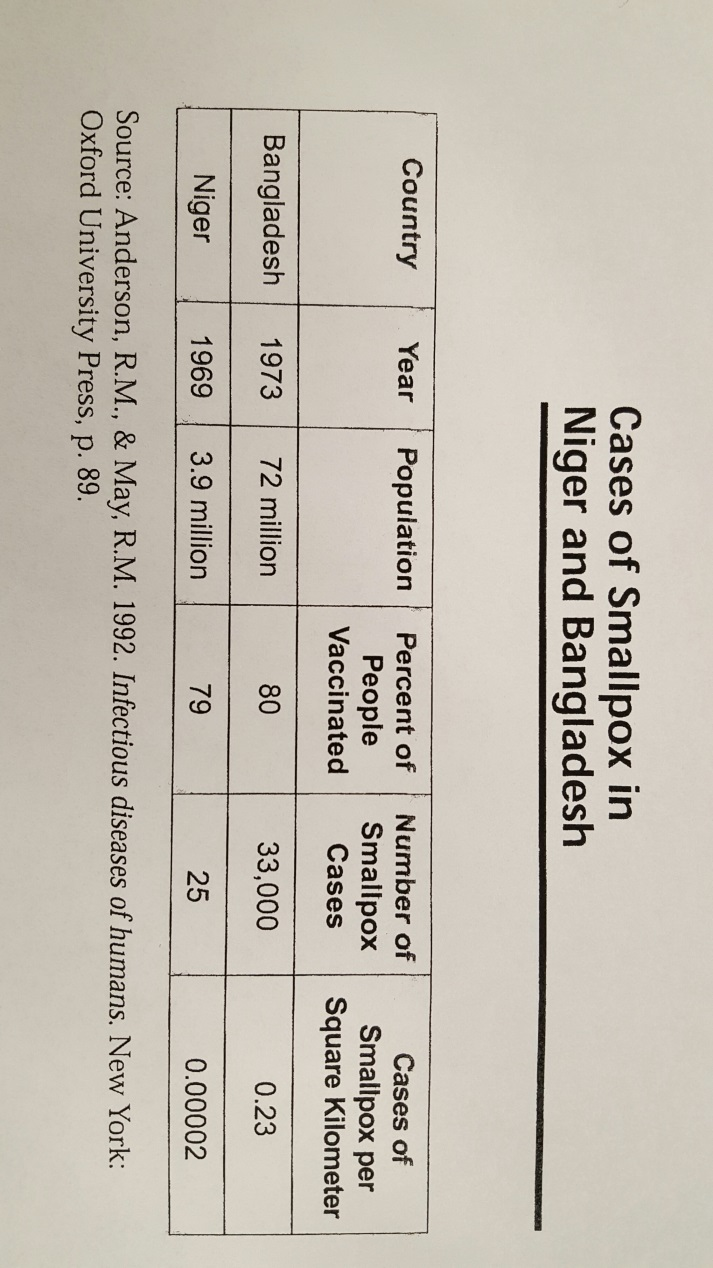 Cases of Smallpox in
Niger and Bangladesh
Country Year Population Percent of People Vaccinated Number of Smallpox Cases Cases of Smallpox per Square Kilometer
Bangladesh 1973 72 million 80 33,000 0.23
Niger 1969 3.9 million 79 25 0.00002
Source: Anderson, R.M., & May, R.M. 1992. Infectious diseases of humans. New York:
Oxford University Press, p. 89.